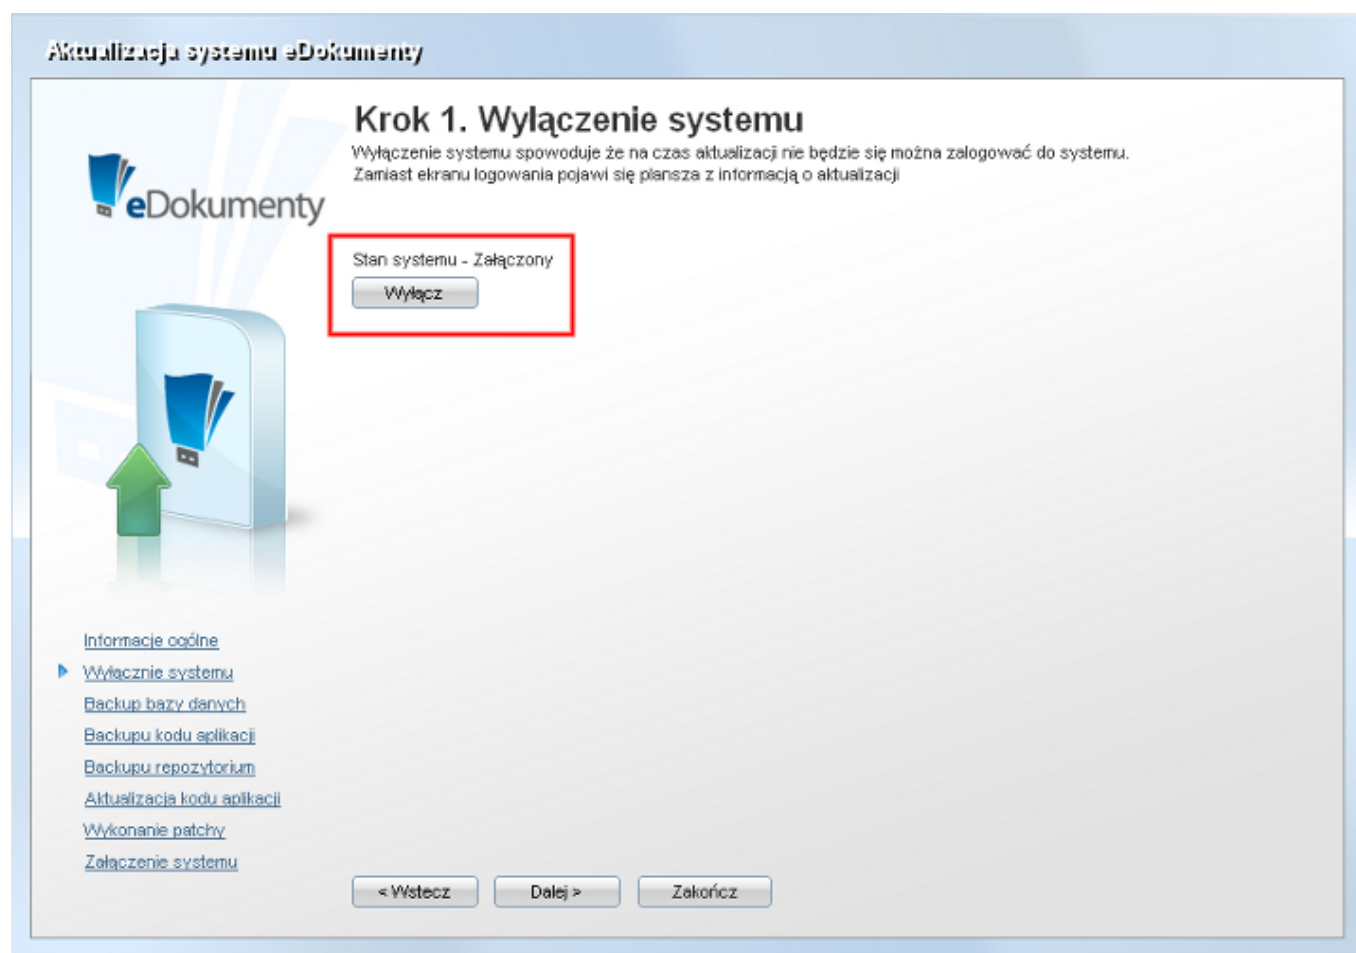 Aktualizacja systemu eDokumenty
Krok 1. Wyłączenie systemu
Wyłączenie systemu spowoduje że na czas aktualizacji nie będzie się można zalogować do systemu.
Zamiast ekranu logowania pojawi się plansza z informacją o aktualizacji
eDokumenty
Stan systemu - Załączony
Wyłącz
Informacje ogólne
Wyłącznie systemu
Backup bazy danych
Backupu kodu aplikacji
Backupu repozytorium
Aktualizacja kodu aplikacji
Wykonanie patchy
Załączenie systemu
< Wstecz
Dalej >
Zakończ